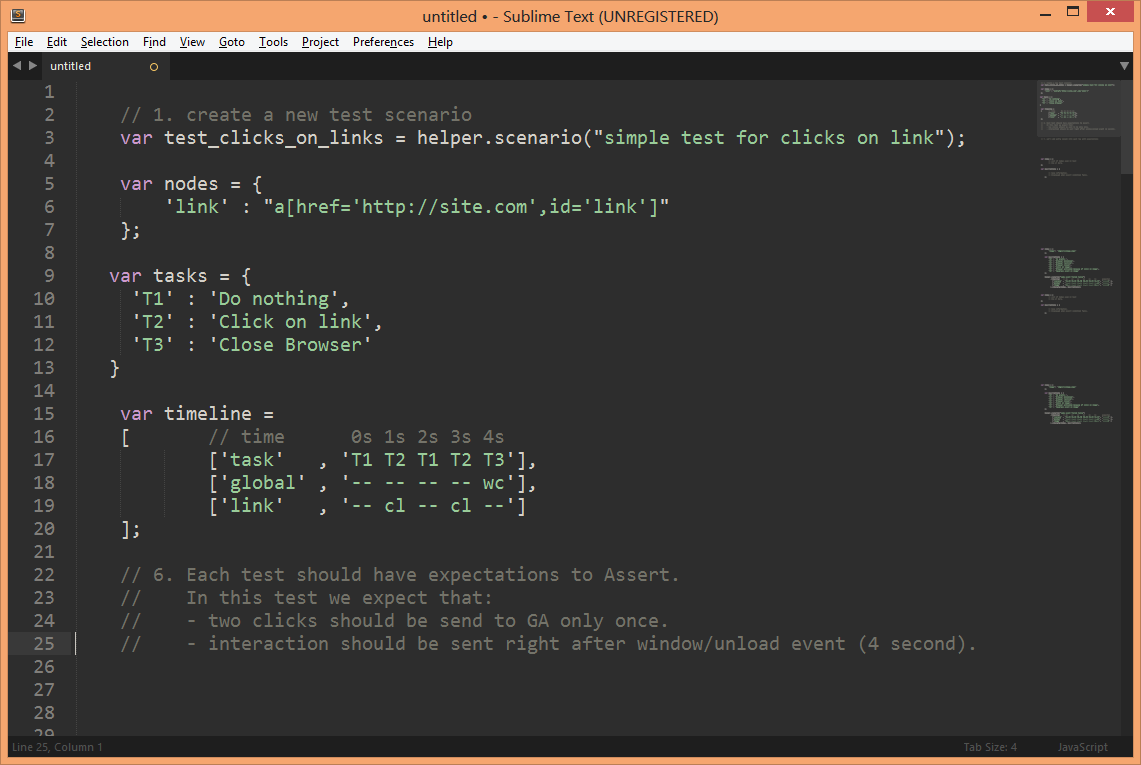 untitled • - Sublime Text (UNREGISTERED)
File Edit Selection Find View Goto Tools Project Preferences Help
untitled
1
2 // 1. create a new test scenario
3 var test_clicks_on_links = helper.scenario("simple test for clicks on link");
4
5 var nodes = {
6 'link' : "a[href='http://site.com',id='link']"
7 };
8
9 var tasks = {
10 'T1' : 'Do nothing',
11 'T2' : 'Click on link',
12 'T3' : 'Close Browser'
13 }
14
15 var timeline =
16 [ // time 0s 1s 2s 3s 4s
17 ['task' , 'T1 T2 T1 T2 T3'],
18 ['global' , '-- -- -- -- wc'],
19 ['link' , '-- cl -- cl --']
20 ];
21
22 // 6. Each test should have expectations to Assert.
23 // In this test we expect that:
24 // - two clicks should be send to GA only once.
25 // - interaction should be sent right after window/unload event (4 second).
26
27
28
29
Line 25, Column 1 Tab Size: 4 JavaScript